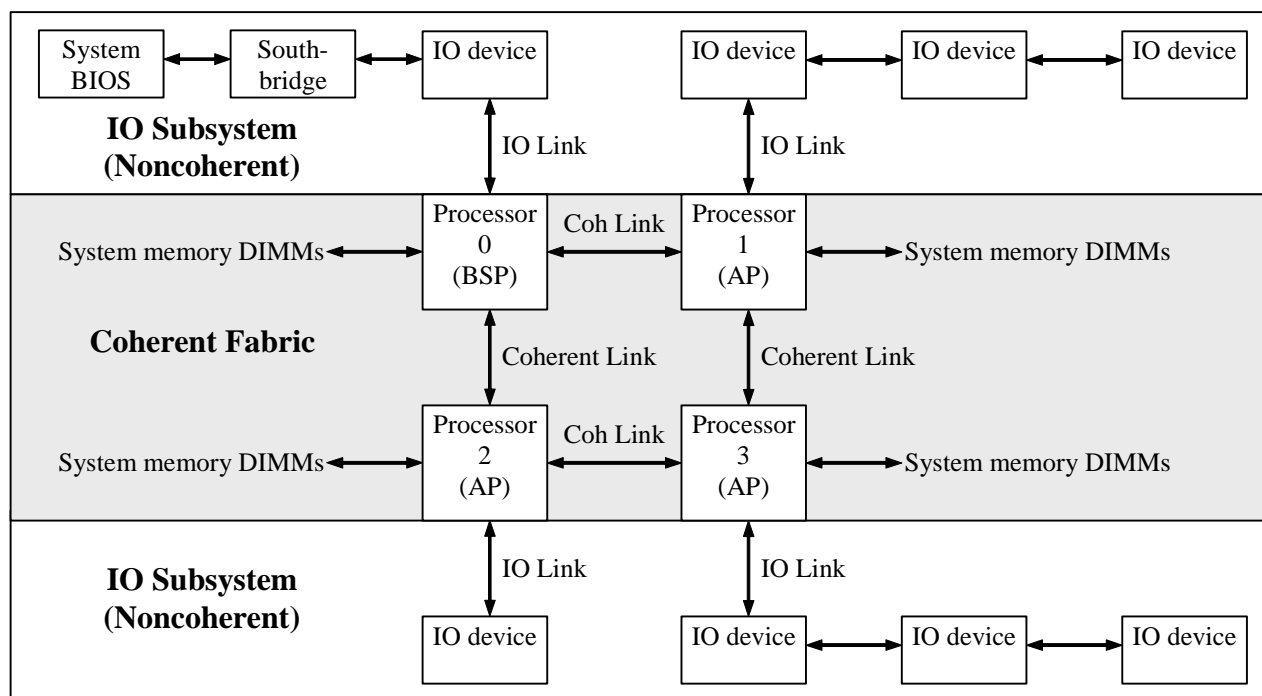 System
BIOS
South-
bridge
IO device
IO device
IO device
IO device
IO Subsystem
(Noncoherent)
IO Link
IO Link
Processor
0
(BSP)
Coh Link
Processor
1
(AP)
System memory DIMMs
System memory DIMMs
Coherent Fabric
Coherent Link
Coherent Link
Processor
2
(AP)
Coh Link
Processor
3
(AP)
System memory DIMMs
System memory DIMMs
IO Subsystem
(Noncoherent)
IO Link
IO Link
IO device
IO device
IO device
IO device